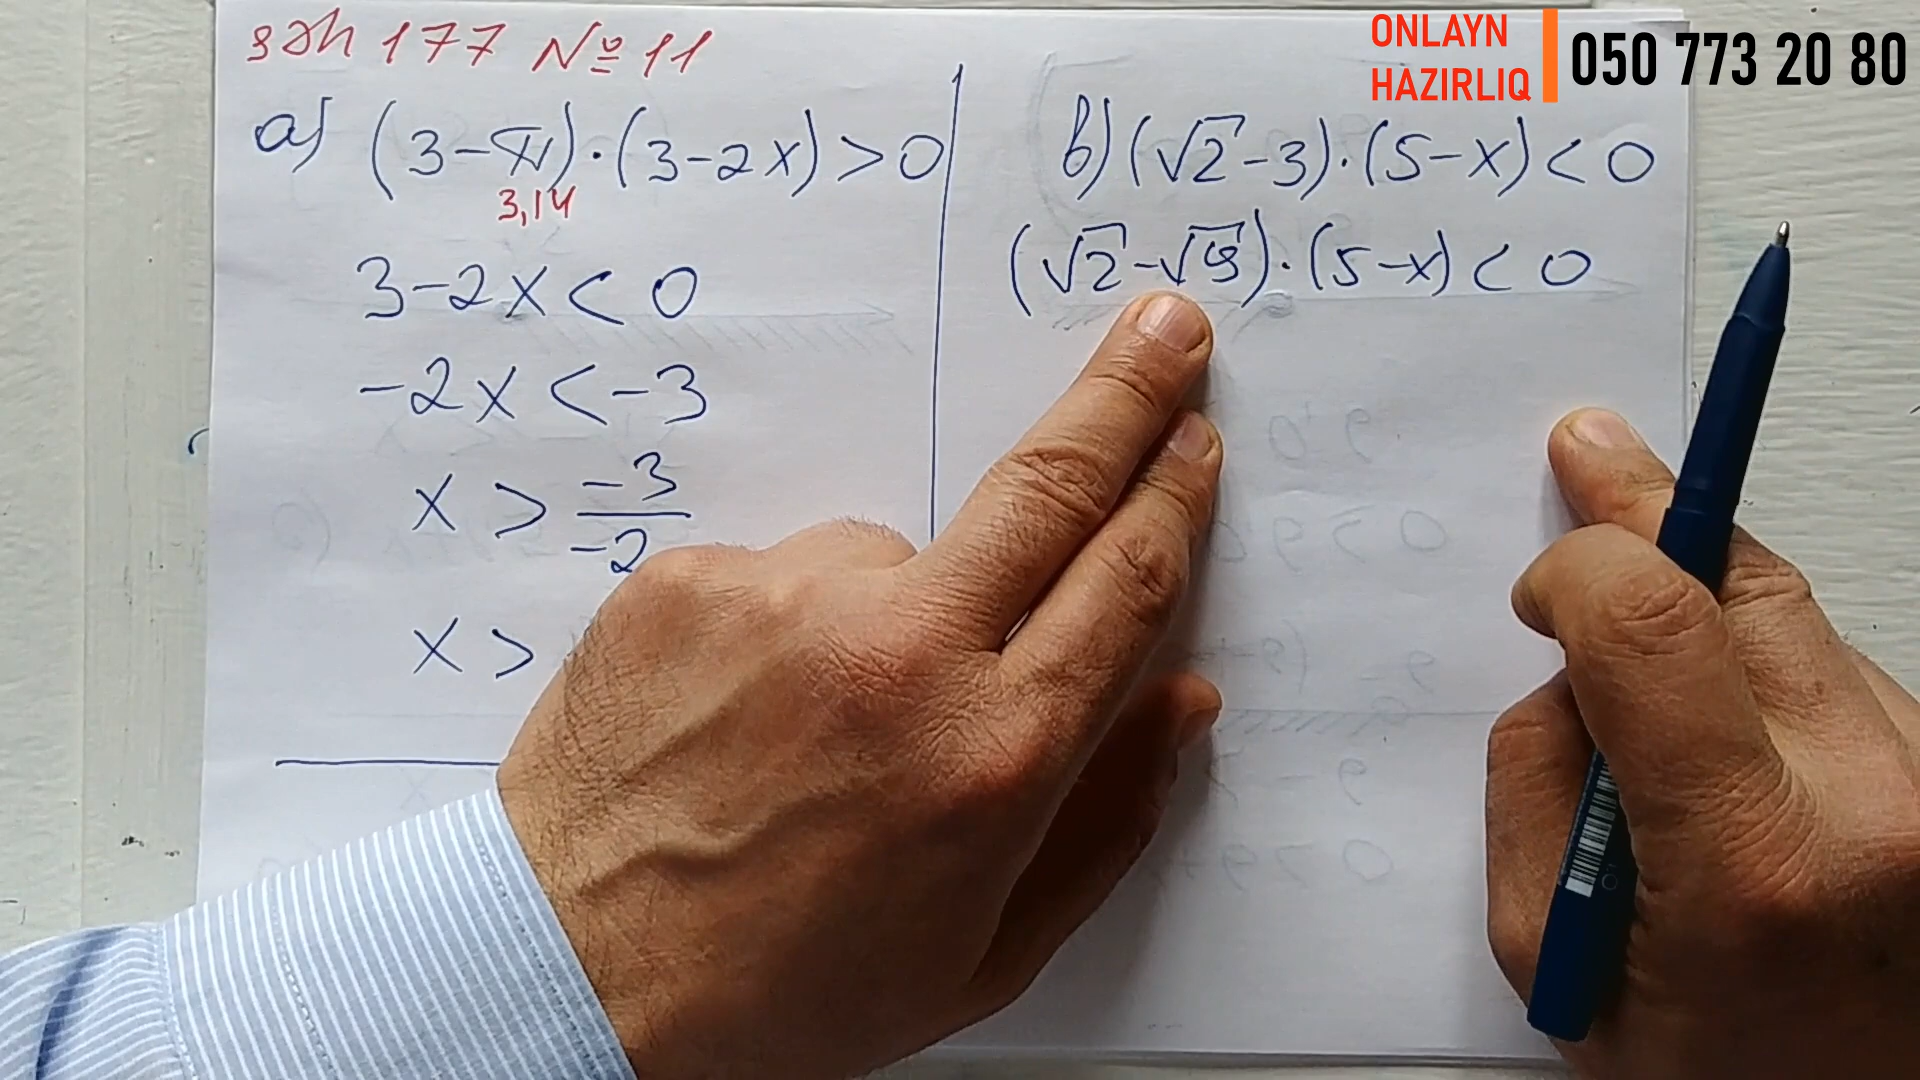 ONLAYN
HAZIRLIQ
050 773 20 80
səh 177 № 11
a) (3-π)·(3-2x)>0
3,14
3-2x<0
-2x<-3
x > -3/-2
x >
b) (√2-3)·(5-x)<0
(√2-√9)·(5-x)<0